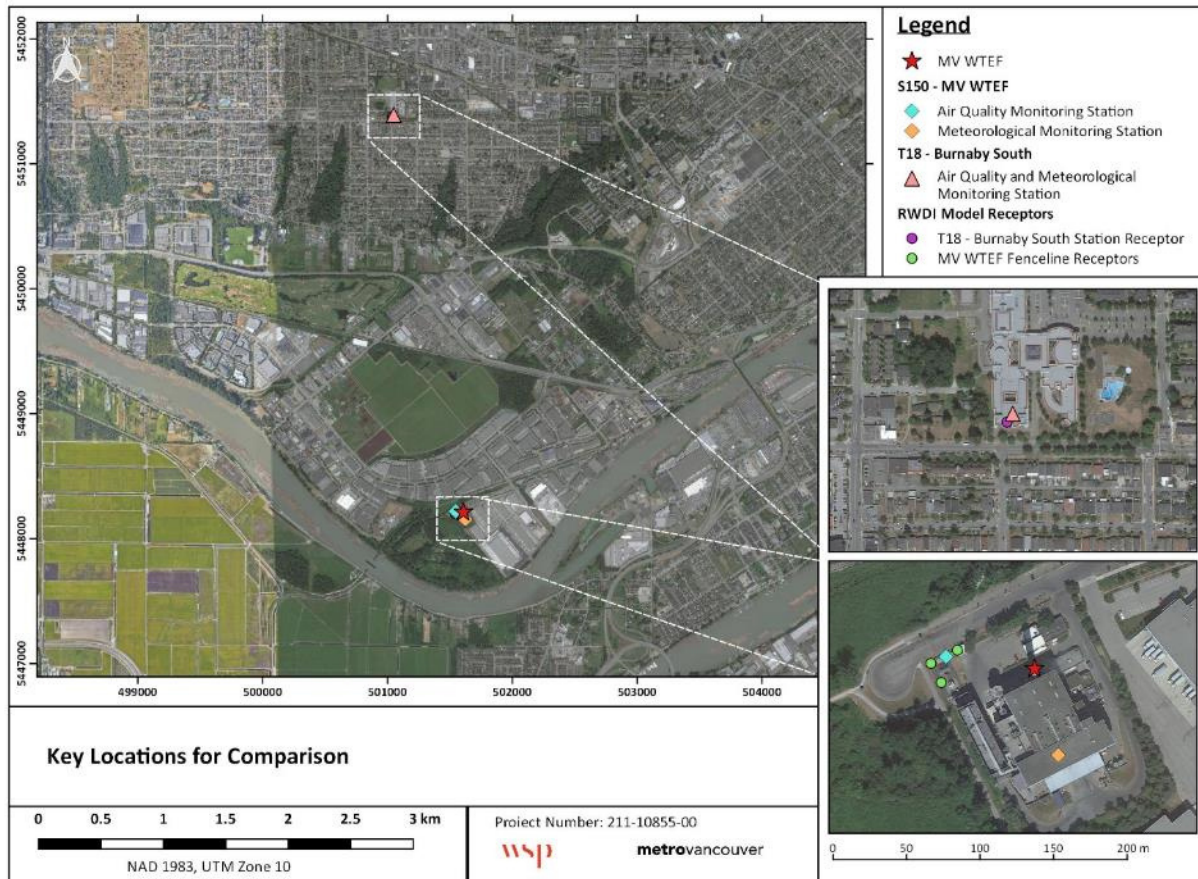 5452000
5451000
5450000
5449000
5448000
5447000
499000
500000
501000
502000
503000
504000
Legend
MV WTEF
S150 - MV WTEF
Air Quality Monitoring Station
Meteorological Monitoring Station
T18 - Burnaby South
Air Quality and Meteorological
Monitoring Station
RWDI Model Receptors
T18 - Burnaby South Station Receptor
MV WTEF Fenceline Receptors
Key Locations for Comparison
0 0.5 1 1.5 2 2.5 3 km
NAD 1983, UTM Zone 10
Project Number: 211-10855-00
wsp metrovancouver
0 50 100 150 200 m